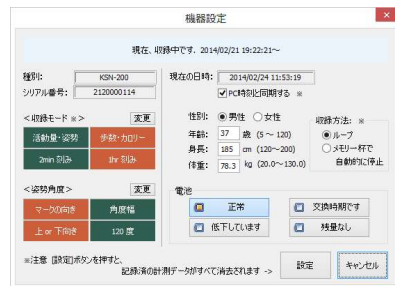 機器設定
現在、収録中です. 2014/02/21 19:22:21～
種別: KSN-200
シリアル番号: 2120000114
現在の日時: 2014/02/24 11:53:19
PC時刻と同期する ※
<収録モード ※> 変更
活動量・姿勢 歩数・カロリー
2min 刻み 1hr 刻み
性別: 男性 女性
年齢: 37 歳 (5 ～ 120)
身長: 185 cm (120～200)
体重: 78.3 kg (20.0～130.0)
収録方法: ※
ループ
メモリー杯で
自動的に停止
<姿勢角度> 変更
マークの向き 角度幅
上 or 下向き 120 度
電池
正常 交換時期です
低下しています 残量なし
※注意 [設定]ボタンを押すと、
記録済の計測データがすべて消去されます ->
設定 キャンセル